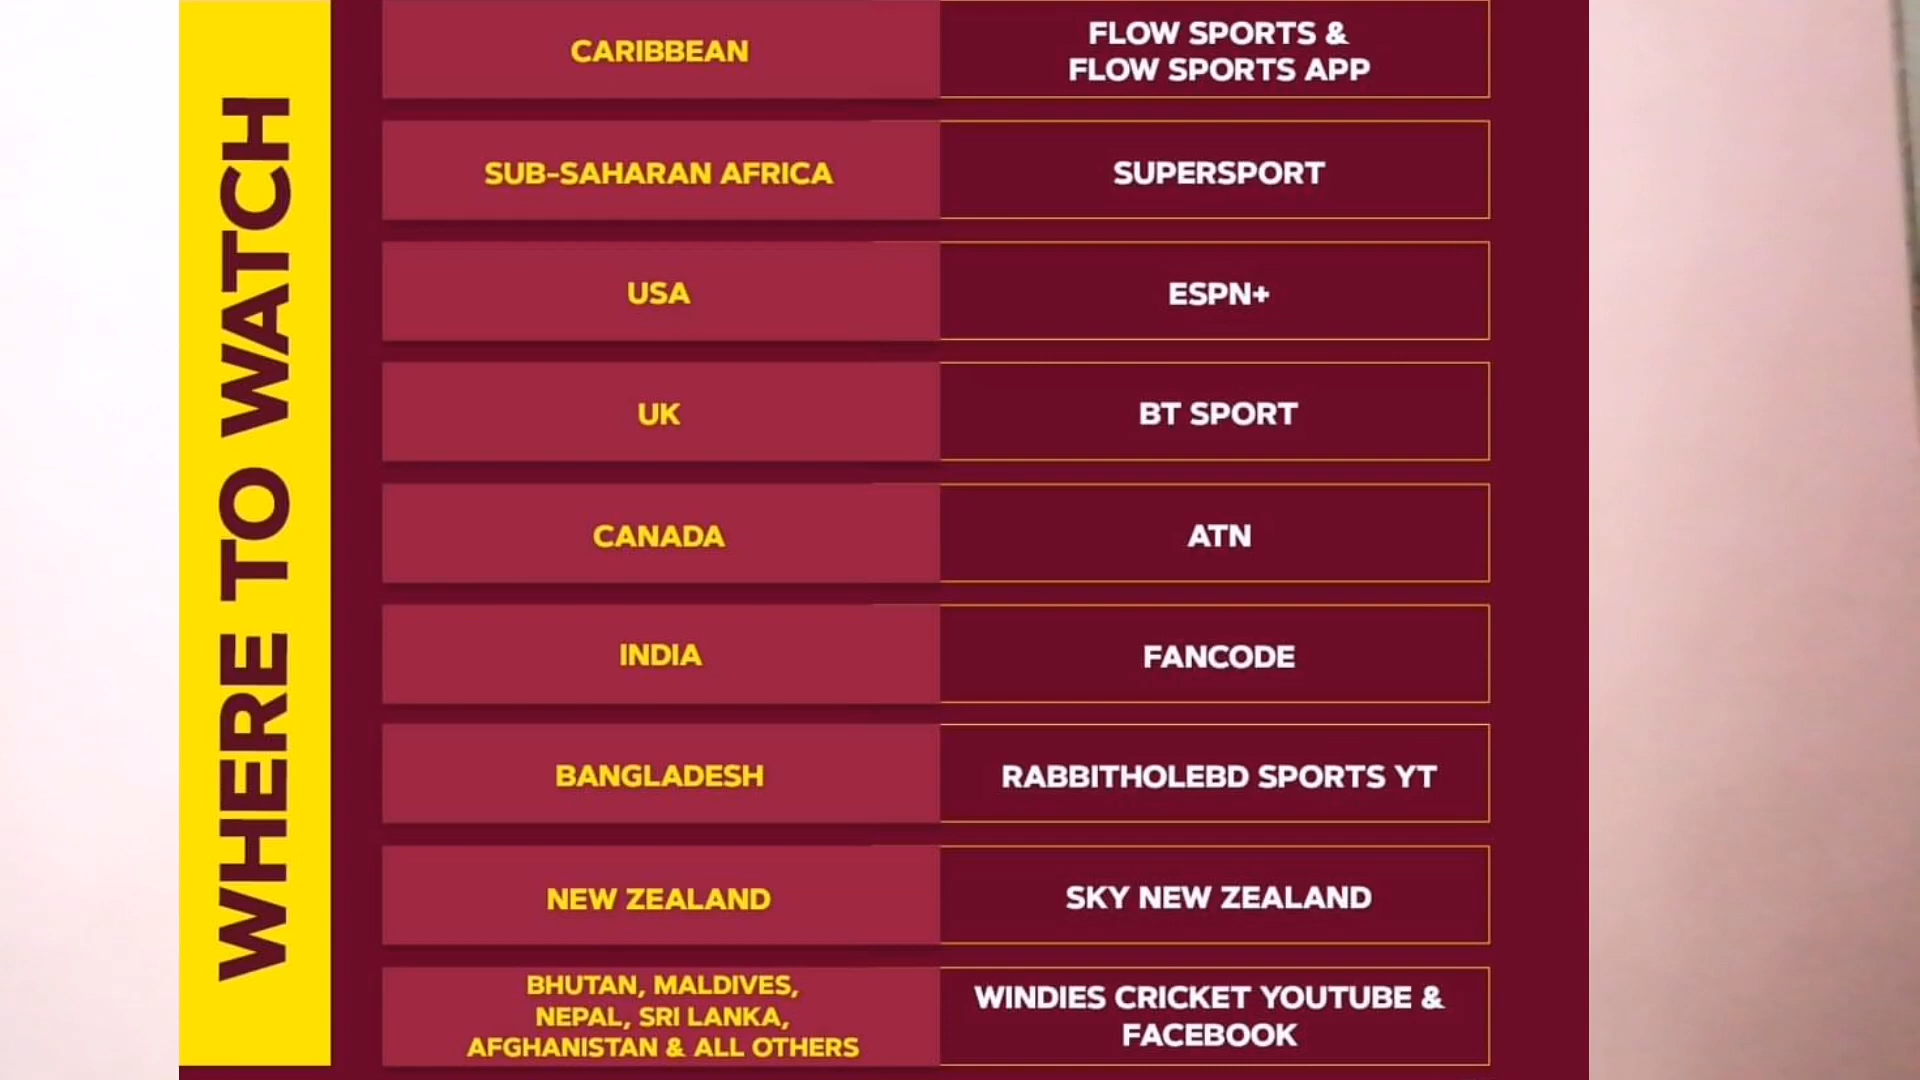 WHERE TO WATCH
CARIBBEAN
FLOW SPORTS &
FLOW SPORTS APP
SUB-SAHARAN AFRICA
SUPERSPORT
USA
ESPN+
UK
BT SPORT
CANADA
ATN
INDIA
FANCODE
BANGLADESH
RABBITHOLEBD SPORTS YT
NEW ZEALAND
SKY NEW ZEALAND
BHUTAN, MALDIVES,
NEPAL, SRI LANKA,
AFGHANISTAN & ALL OTHERS
WINDIES CRICKET YOUTUBE &
FACEBOOK